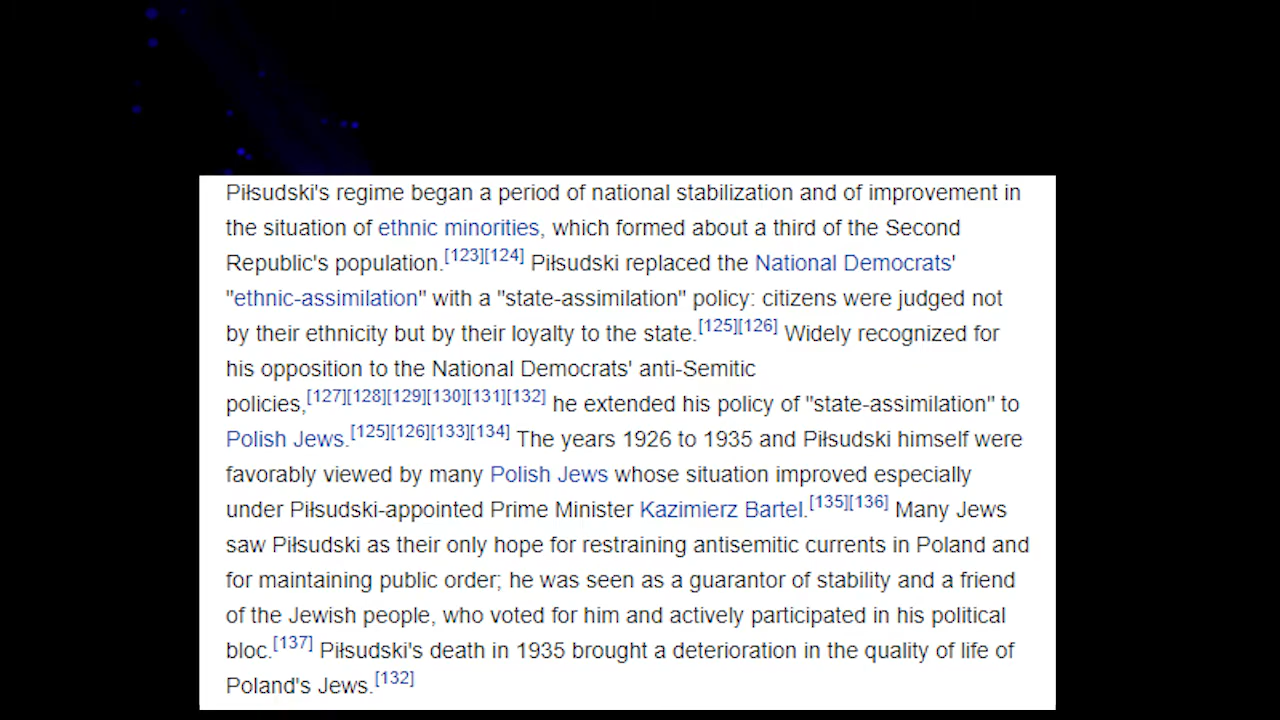 Piłsudski's regime began a period of national stabilization and of improvement in
the situation of ethnic minorities, which formed about a third of the Second
Republic's population.[123][124] Piłsudski replaced the National Democrats'
"ethnic-assimilation" with a "state-assimilation" policy: citizens were judged not
by their ethnicity but by their loyalty to the state.[125][126] Widely recognized for
his opposition to the National Democrats' anti-Semitic
policies,[127][128][129][130][131][132] he extended his policy of "state-assimilation" to
Polish Jews.[125][126][133][134] The years 1926 to 1935 and Piłsudski himself were
favorably viewed by many Polish Jews whose situation improved especially
under Piłsudski-appointed Prime Minister Kazimierz Bartel.[135][136] Many Jews
saw Piłsudski as their only hope for restraining antisemitic currents in Poland and
for maintaining public order; he was seen as a guarantor of stability and a friend
of the Jewish people, who voted for him and actively participated in his political
bloc.[137] Piłsudski's death in 1935 brought a deterioration in the quality of life of
Poland's Jews.[132]